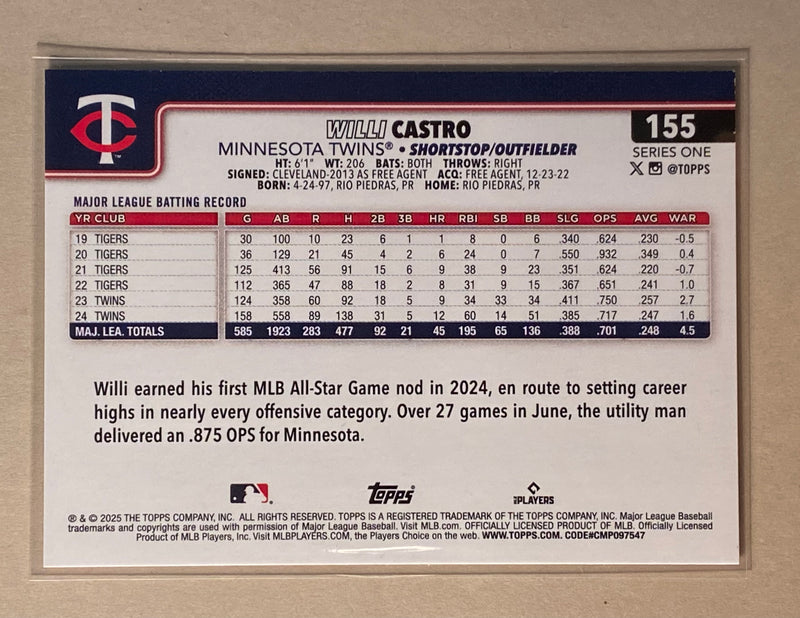 TC
TM
WILLI CASTRO
155
MINNESOTA TWINS® • SHORTSTOP/OUTFIELDER
SERIES ONE
HT: 6'1" WT: 206 BATS: BOTH THROWS: RIGHT
@TOPPS
SIGNED: CLEVELAND-2013 AS FREE AGENT ACQ: FREE AGENT, 12-23-22
BORN: 4-24-97, RIO PIEDRAS, PR HOME: RIO PIEDRAS, PR
MAJOR LEAGUE BATTING RECORD
YR CLUB G AB R H 2B 3B HR RBI SB BB SLG OPS AVG WAR
19 TIGERS 30 100 10 23 6 1 1 8 0 6 .340 .624 .230 -0.5
20 TIGERS 36 129 21 45 4 2 6 24 0 7 .550 .932 .349 0.4
21 TIGERS 125 413 56 91 15 6 9 38 9 23 .351 .624 .220 -0.7
22 TIGERS 112 365 47 88 18 2 8 31 9 15 .367 .651 .241 1.0
23 TWINS 124 358 60 92 18 5 9 34 33 34 .411 .750 .257 2.7
24 TWINS 158 558 89 138 31 5 12 60 14 51 .385 .717 .247 1.6
MAJ. LEA. TOTALS 585 1923 283 477 92 21 45 195 65 136 .388 .701 .248 4.5
Willi earned his first MLB All-Star Game nod in 2024, en route to setting career
highs in nearly every offensive category. Over 27 games in June, the utility man
delivered an .875 OPS for Minnesota.
Topps PLAYERS
® & © 2025 THE TOPPS COMPANY, INC. ALL RIGHTS RESERVED. TOPPS IS A REGISTERED TRADEMARK OF THE TOPPS COMPANY, INC. Major League Baseball
trademarks and copyrights are used with permission of Major League Baseball. Visit MLB.com. OFFICIALLY LICENSED PRODUCT OF MLB. Officially Licensed
Product of MLB Players, Inc. Visit MLBPLAYERS.COM, the Players Choice on the web. WWW.TOPPS.COM. CODE#CMP097547